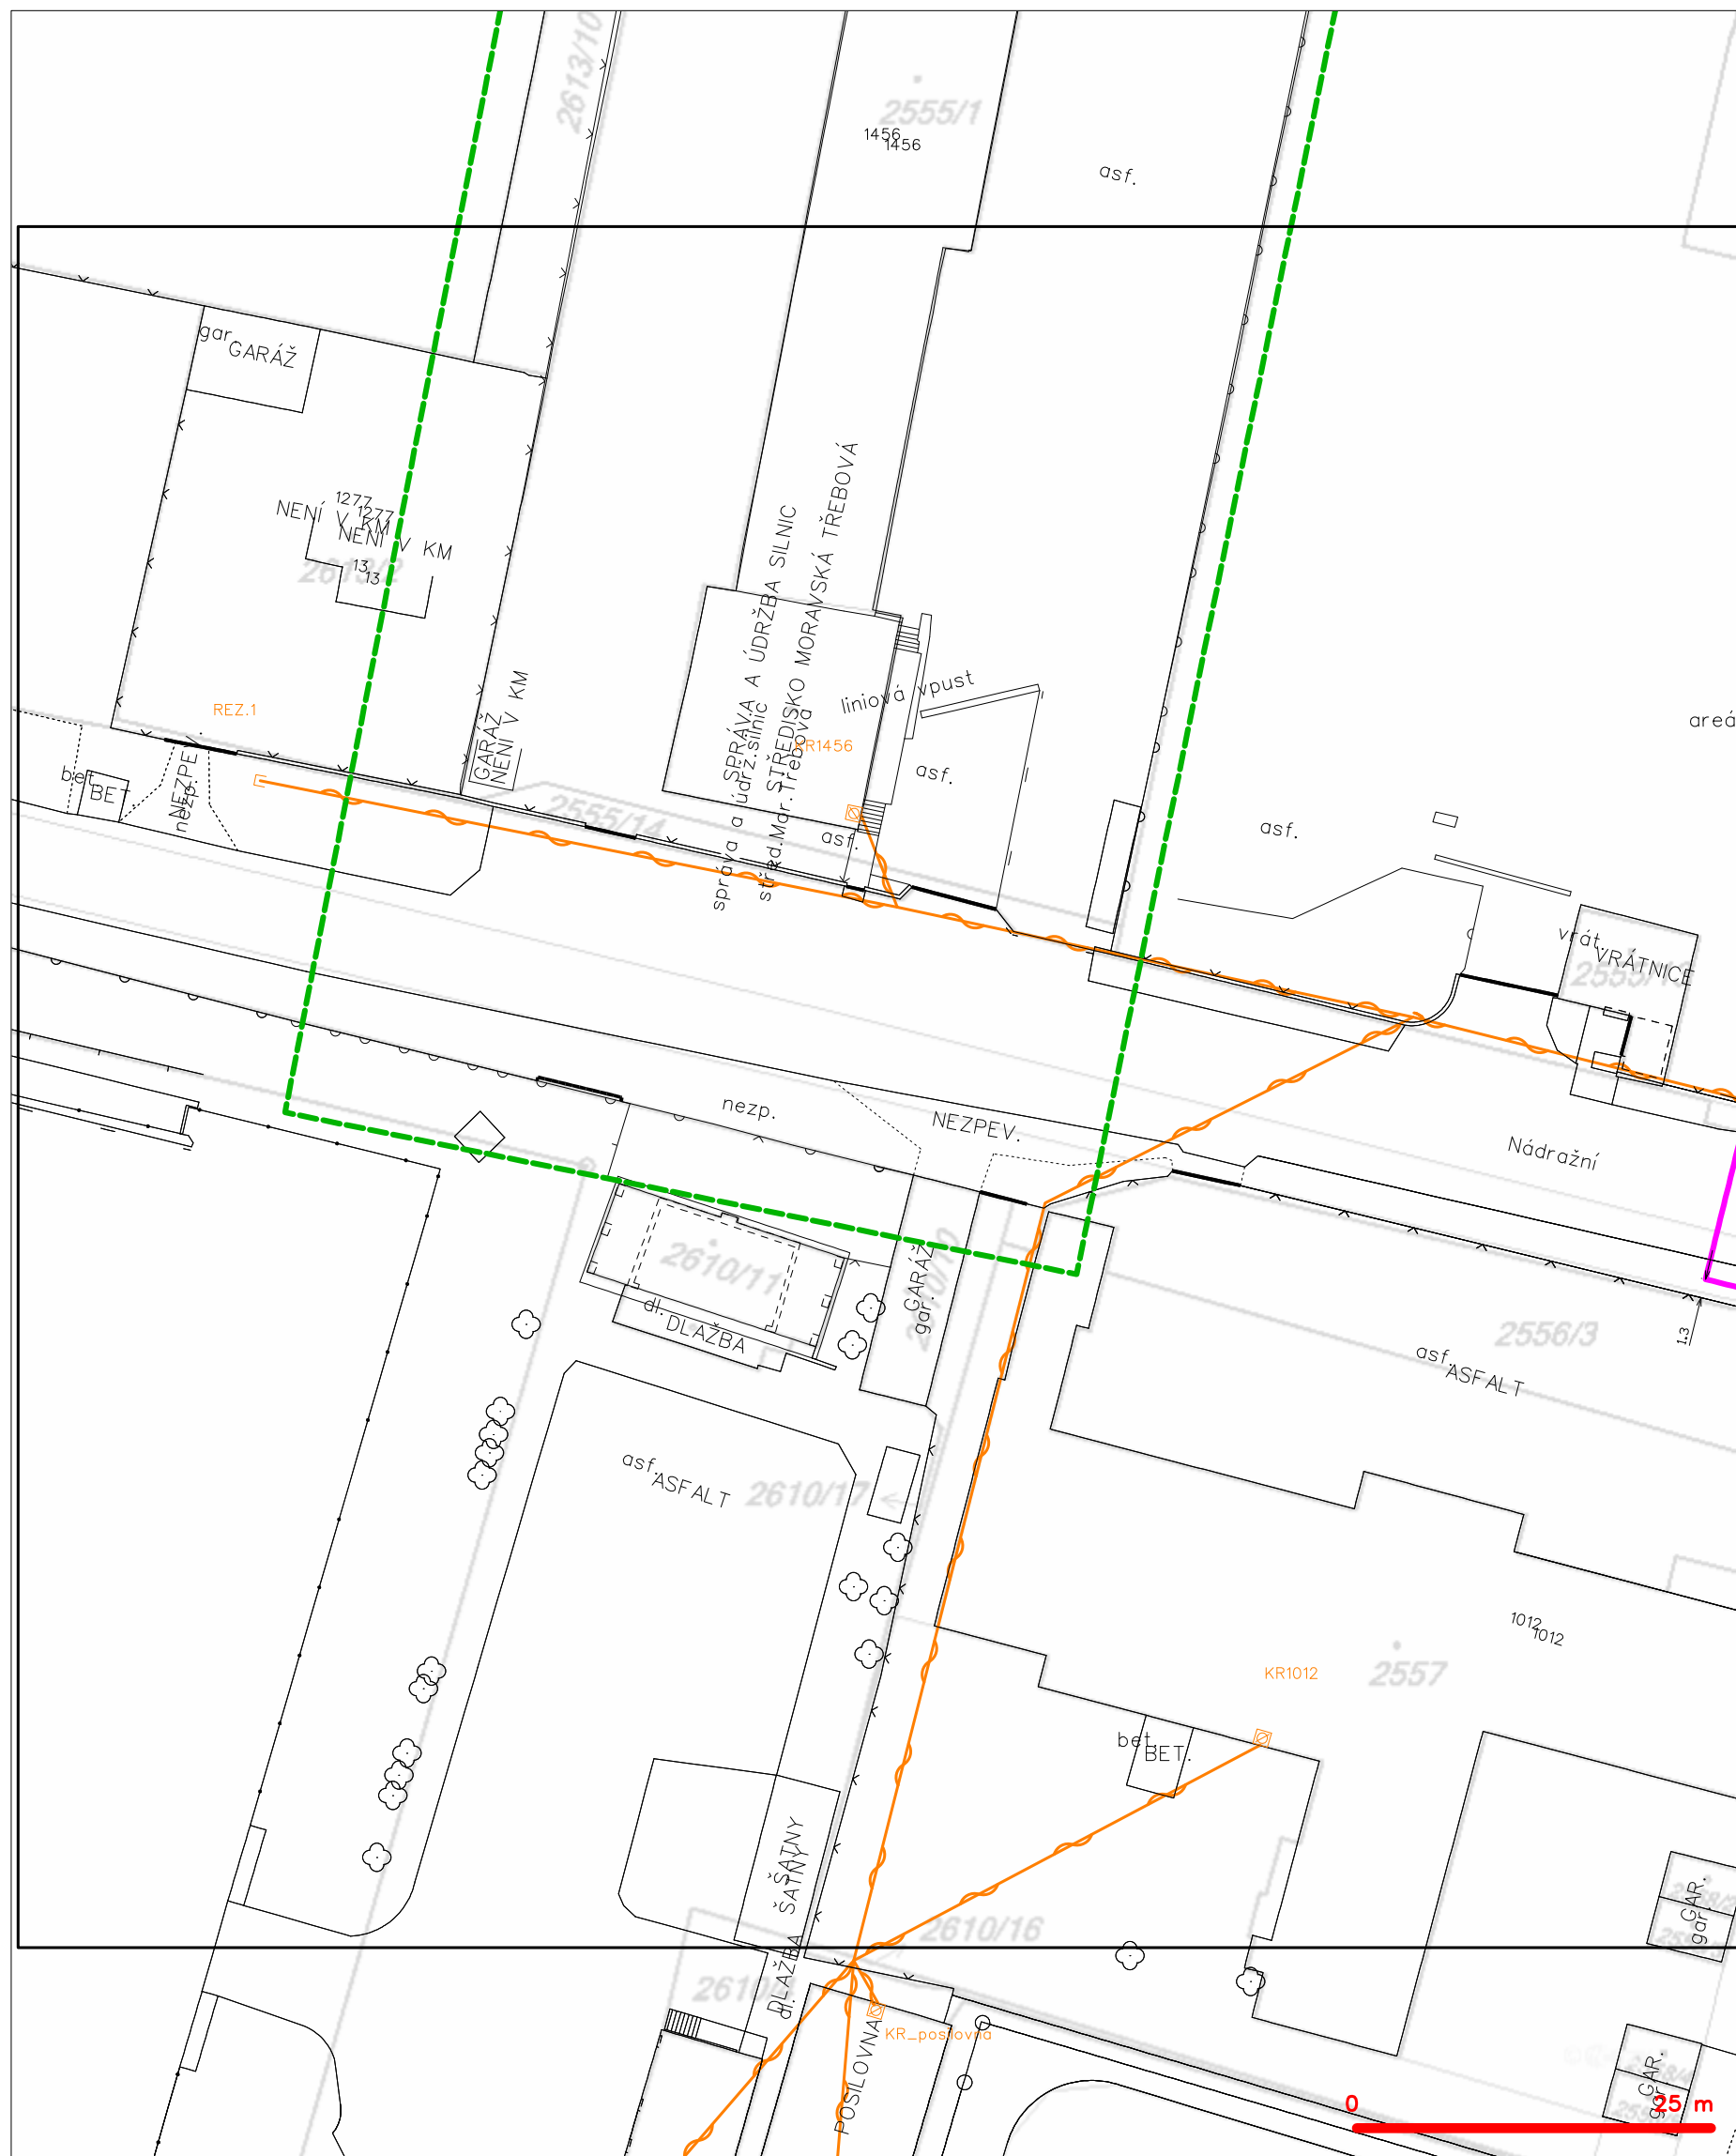 2613/10
2555/1
1456
1456
asf.
gar.
GARÁŽ
1277
1277
NENÍ V KM
NENÍ V KM
2613/2
13
13
SPRÁVA A ÚDRŽBA SILNIC
STŘEDISKO MORAVSKÁ TŘEBOVÁ
správa a údrž.silnic
střed.Mor.Třebová
liniová vpust
REZ.1
KR1456
GARÁŽ
NENÍ V KM
areá
bet.
BET.
NEZPEV.
nezp.
2555/14
asf.
asf.
asf.
vrát.
VRÁTNICE
nezp.
NEZPEV.
Nádražní
2610/11
GARÁŽ
gar.
2610/10
dl.
DLAŽBA
2556/3
1.3
asf.
ASFALT
asf.
ASFALT
2610/17
1012
1012
KR1012
2557
bet.
BET.
ŠATNY
ŠATNY
GAR.
gar.
2610/16
DLAŽBA
dl.
KR_posilovna
POSILOVNA
GAR.
gar.
0
25 m